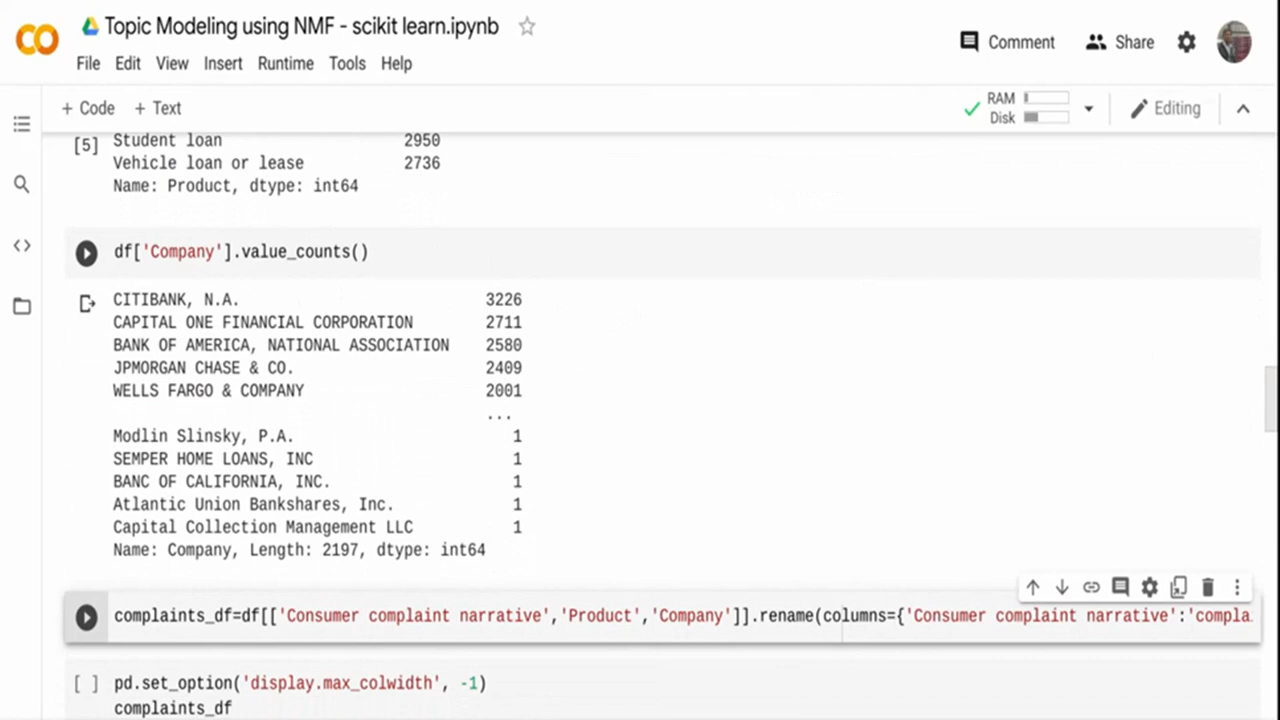 Topic Modeling using NMF - scikit learn.ipynb
File Edit View Insert Runtime Tools Help
Comment Share
+ Code + Text
RAM
Disk
Editing
[5] Student loan 2950
Vehicle loan or lease 2736
Name: Product, dtype: int64
df['Company'].value_counts()
CITIBANK, N.A. 3226
CAPITAL ONE FINANCIAL CORPORATION 2711
BANK OF AMERICA, NATIONAL ASSOCIATION 2580
JPMORGAN CHASE & CO. 2409
WELLS FARGO & COMPANY 2001
...
Modlin Slinsky, P.A. 1
SEMPER HOME LOANS, INC 1
BANC OF CALIFORNIA, INC. 1
Atlantic Union Bankshares, Inc. 1
Capital Collection Management LLC 1
Name: Company, Length: 2197, dtype: int64
complaints_df=df[['Consumer complaint narrative','Product','Company']].rename(columns={'Consumer complaint narrative':'compla
[ ] pd.set_option('display.max_colwidth', -1)
complaints_df